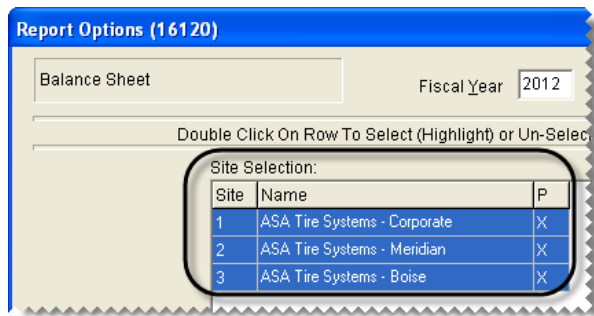 Report Options (16120)
Balance Sheet Fiscal Year 2012
Double Click On Row To Select (Highlight) or Un-Selec
Site Selection:
Site Name P
1 ASA Tire Systems - Corporate X
2 ASA Tire Systems - Meridian X
3 ASA Tire Systems - Boise X